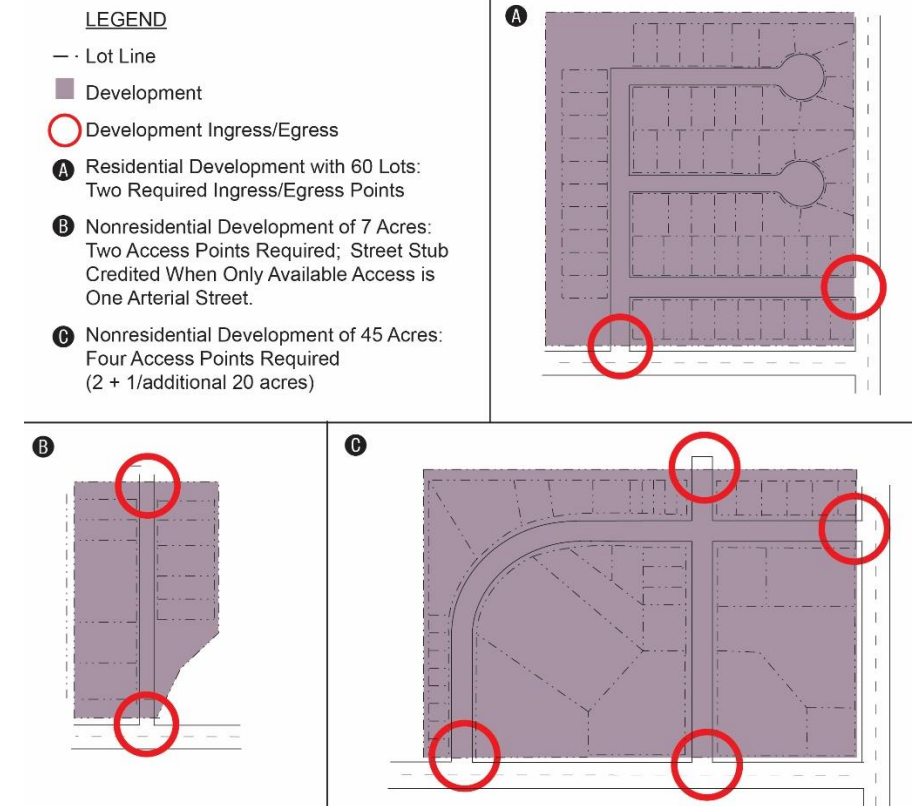 LEGEND
Lot Line
Development
Development Ingress/Egress
A Residential Development with 60 Lots:
Two Required Ingress/Egress Points
B Nonresidential Development of 7 Acres:
Two Access Points Required; Street Stub
Credited When Only Available Access is
One Arterial Street.
C Nonresidential Development of 45 Acres:
Four Access Points Required
(2 + 1/additional 20 acres)
A
B
C